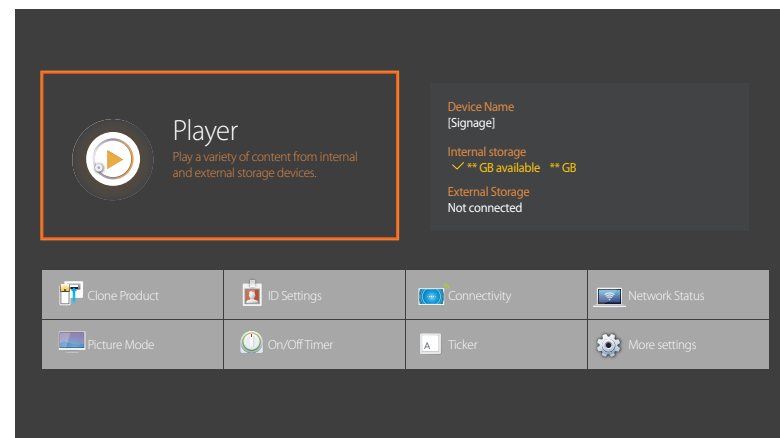 Player
Play a variety of content from internal
and external storage devices.
Device Name
[Signage]
Internal storage
** GB available ** GB
External Storage
Not connected
Clone Product
ID Settings
Connectivity
Network Status
Picture Mode
On/Off Timer
A
Ticker
More settings